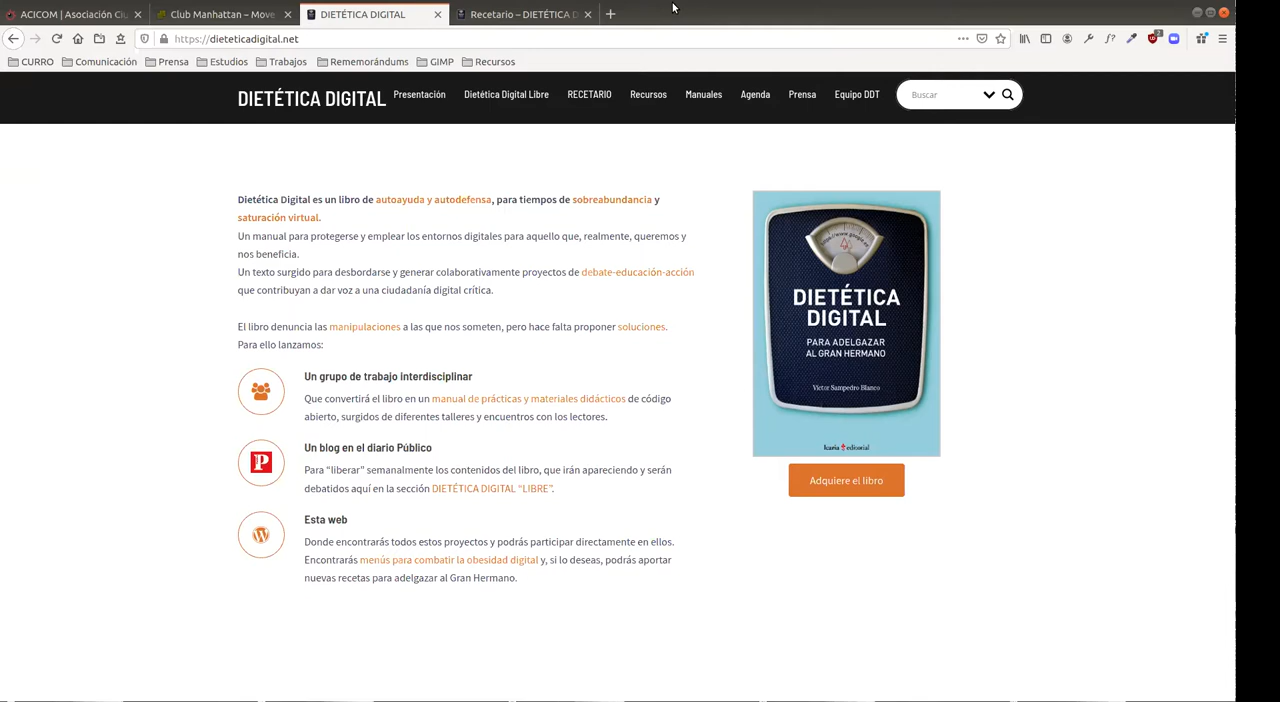 ACICOM | Asociación Ciu
Club Manhattan – Move
DIETÉTICA DIGITAL
Recetario – DIETÉTICA D
https://dieteticadigital.net
CURRO Comunicación Prensa Estudios Trabajos Rememorándums GIMP Recursos
DIETÉTICA DIGITAL Presentación Dietética Digital Libre RECETARIO Recursos Manuales Agenda Prensa Equipo DDT Buscar
Dietética Digital es un libro de autoayuda y autodefensa, para tiempos de sobreabundancia y
saturación virtual.
Un manual para protegerse y emplear los entornos digitales para aquello que, realmente, queremos y
nos beneficia.
Un texto surgido para desbordarse y generar colaborativamente proyectos de debate-educación-acción
que contribuyan a dar voz a una ciudadanía digital crítica.
El libro denuncia las manipulaciones a las que nos someten, pero hace falta proponer soluciones.
Para ello lanzamos:
Un grupo de trabajo interdisciplinar
Que convertirá el libro en un manual de prácticas y materiales didácticos de código
abierto, surgidos de diferentes talleres y encuentros con los lectores.
Un blog en el diario Público
P
Para “liberar” semanalmente los contenidos del libro, que irán apareciendo y serán
debatidos aquí en la sección DIETÉTICA DIGITAL “LIBRE”.
Esta web
Donde encontrarás todos estos proyectos y podrás participar directamente en ellos.
Encontrarás menús para combatir la obesidad digital y, si lo deseas, podrás aportar
nuevas recetas para adelgazar al Gran Hermano.
DIETÉTICA
DIGITAL
PARA ADELGAZAR
AL GRAN HERMANO
Víctor Sampedro Blanco
Icaria editorial
Adquiere el libro